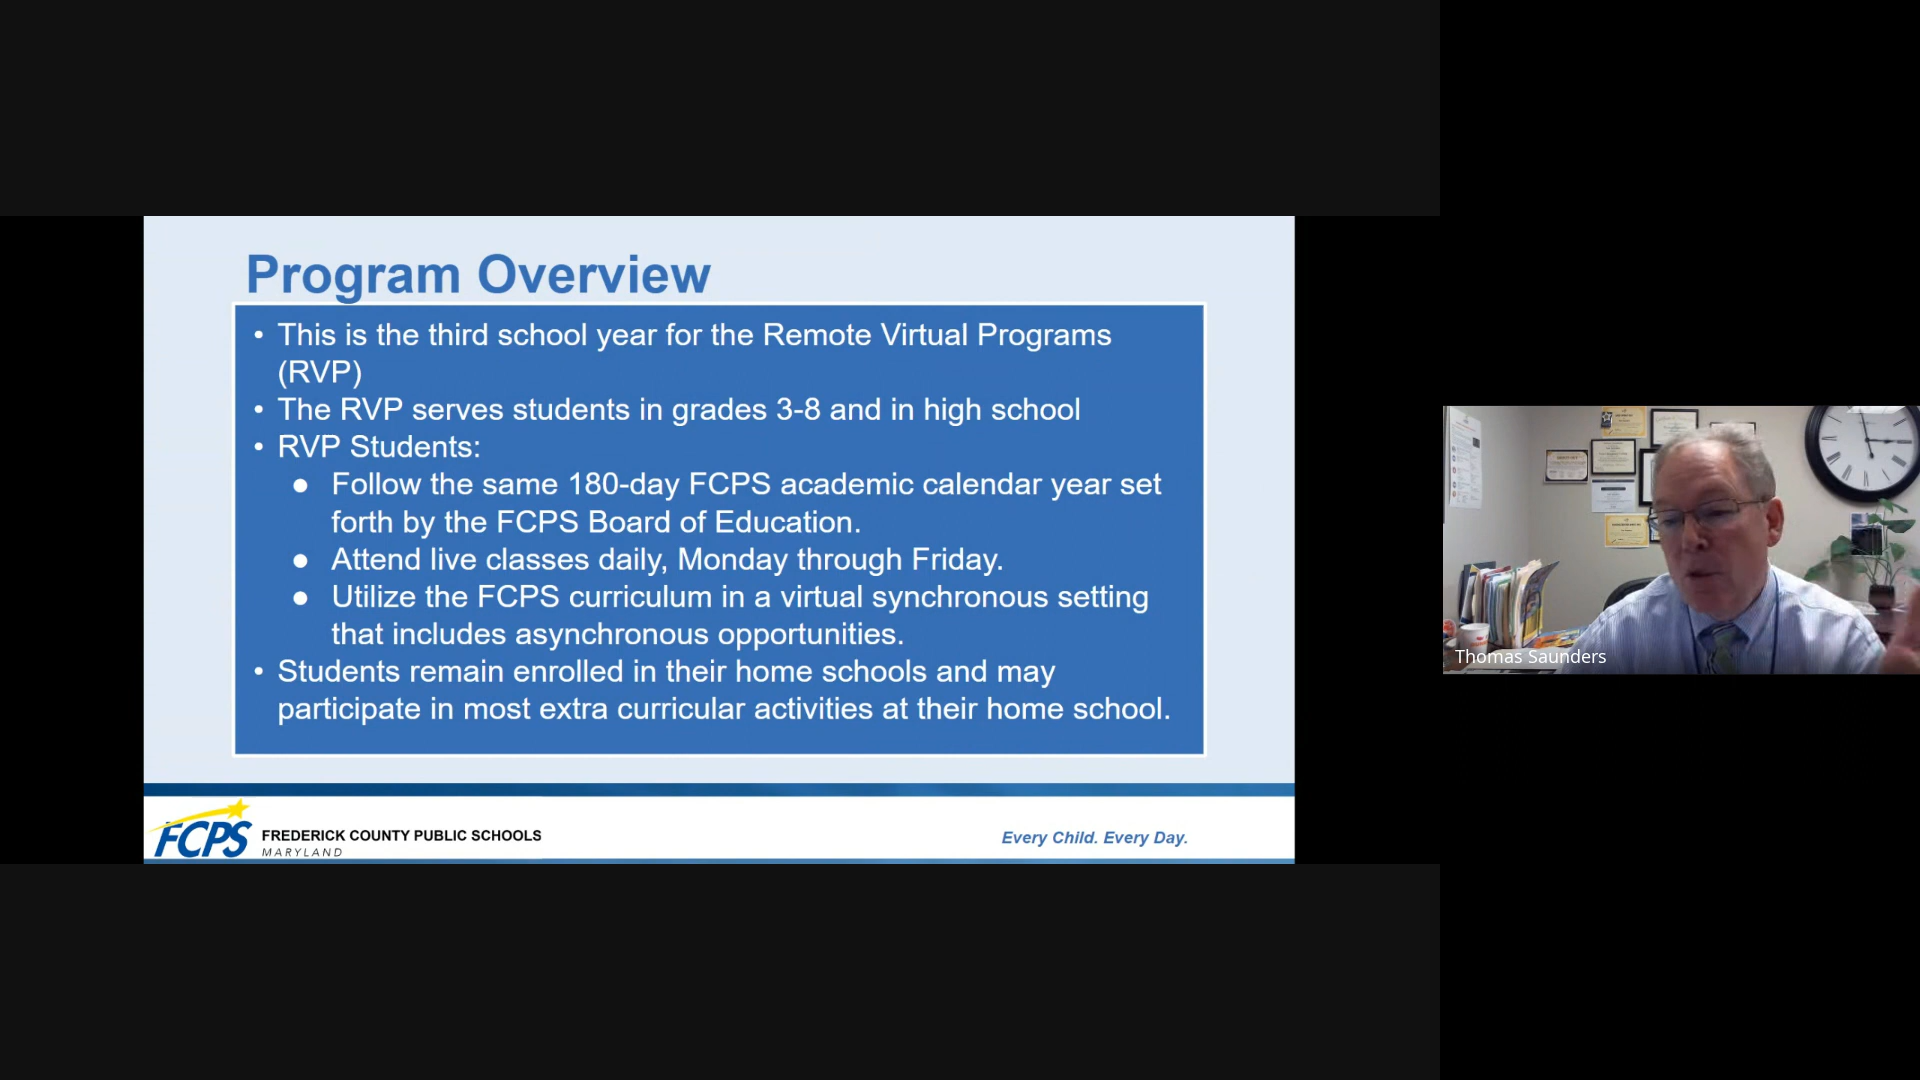 Program Overview
• This is the third school year for the Remote Virtual Programs
(RVP)
• The RVP serves students in grades 3-8 and in high school
• RVP Students:
● Follow the same 180-day FCPS academic calendar year set
forth by the FCPS Board of Education.
● Attend live classes daily, Monday through Friday.
● Utilize the FCPS curriculum in a virtual synchronous setting
that includes asynchronous opportunities.
• Students remain enrolled in their home schools and may
participate in most extra curricular activities at their home school.
FCPS
FREDERICK COUNTY PUBLIC SCHOOLS
MARYLAND
Every Child. Every Day.
Thomas Saunders